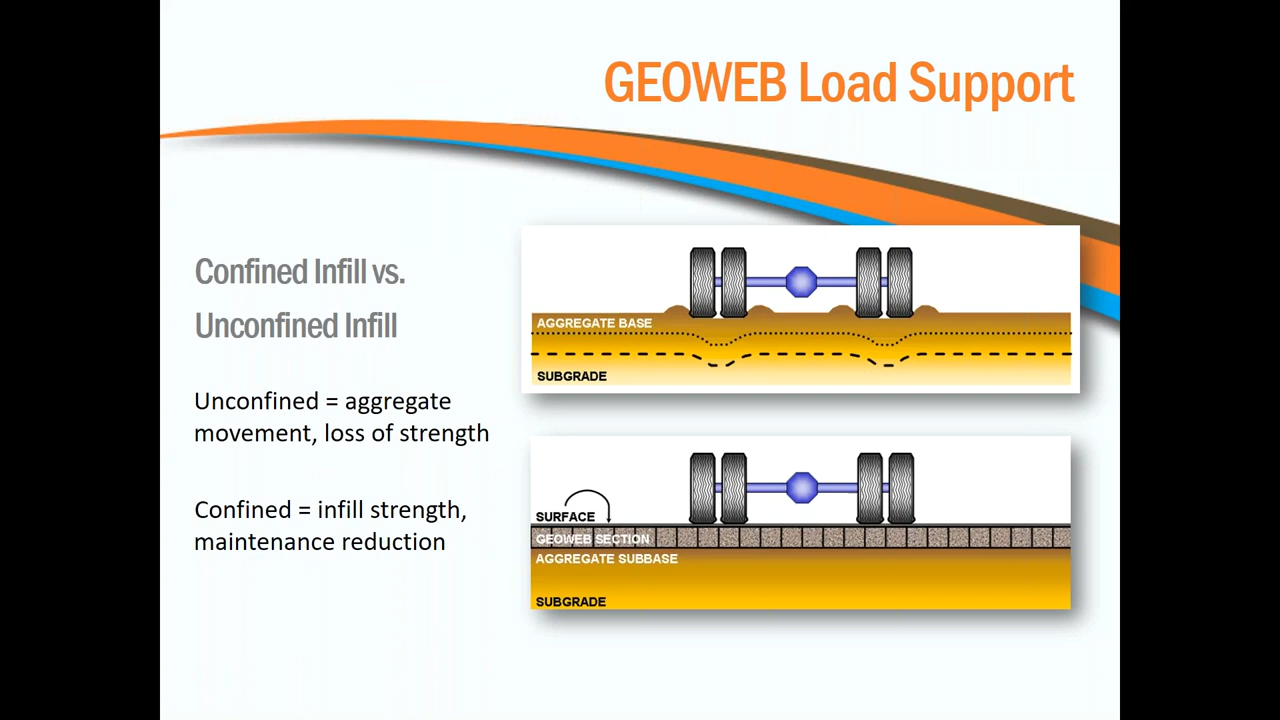 GEOWEB Load Support
Confined Infill vs.
Unconfined Infill
Unconfined = aggregate
movement, loss of strength
Confined = infill strength,
maintenance reduction
AGGREGATE BASE
SUBGRADE
SURFACE
GEOWEB SECTION
AGGREGATE SUBBASE
SUBGRADE